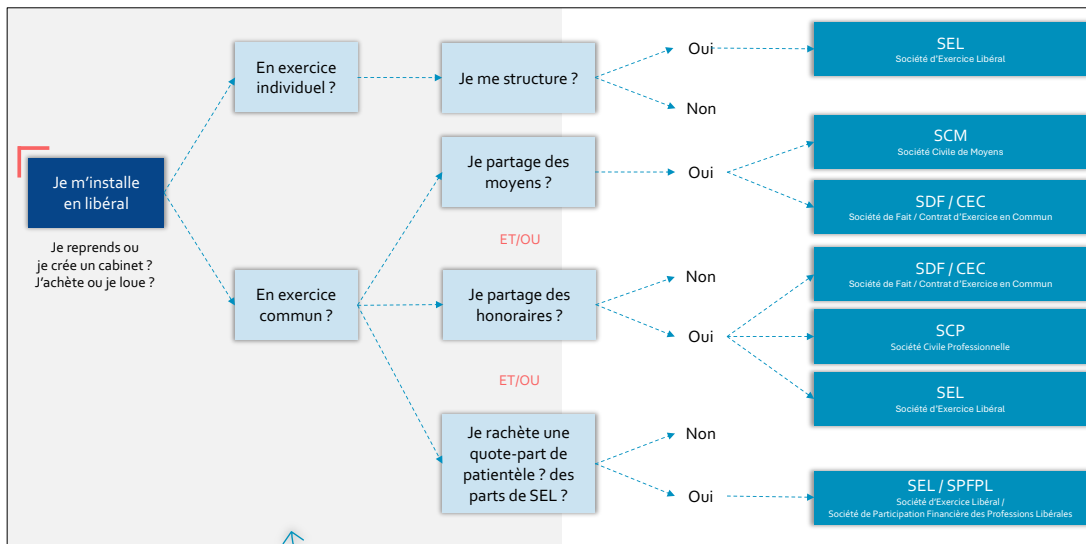 En exercice
individuel ?
Je me structure ?
Oui
SEL
Société d'Exercice Libéral
Non
Je m'installe
en libéral
Je reprends ou
je crée un cabinet ?
J'achète ou je loue ?
Je partage des
moyens ?
Oui
SCM
Société Civile de Moyens
SDF / CEC
Société de Fait / Contrat d'Exercice en Commun
ET/OU
En exercice
commun ?
Je partage des
honoraires ?
Non
Oui
SDF / CEC
Société de Fait / Contrat d'Exercice en Commun
SCP
Société Civile Professionnelle
SEL
Société d'Exercice Libéral
ET/OU
Je rachète une
quote-part de
patientèle ? des
parts de SEL ?
Non
Oui
SEL / SPFPL
Société d'Exercice Libéral /
Société de Participation Financière des Professions Libérales